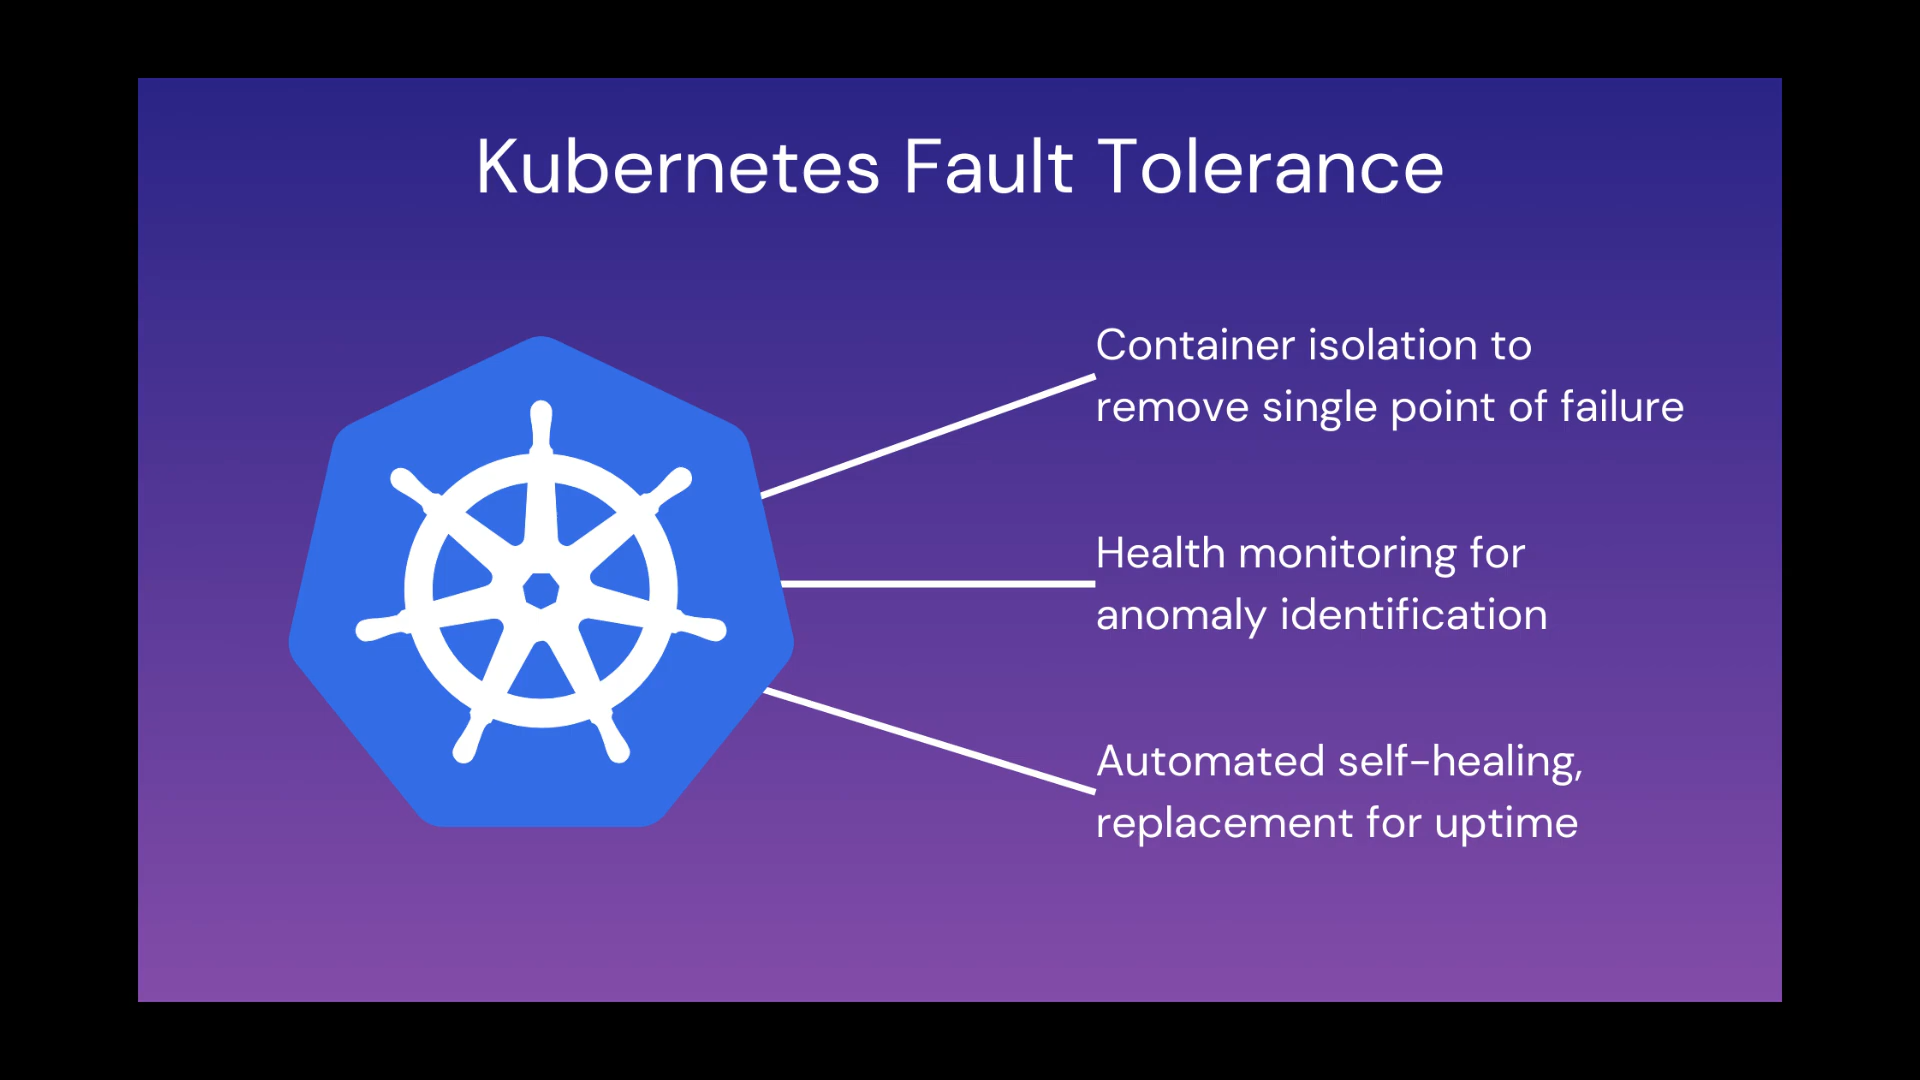 Kubernetes Fault Tolerance
Container isolation to
remove single point of failure
Health monitoring for
anomaly identification
Automated self-healing,
replacement for uptime